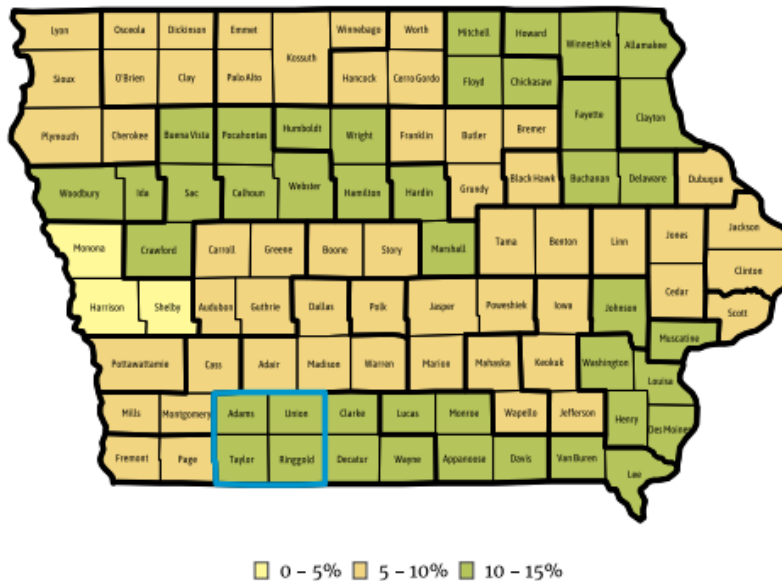 Lyon Osceola Dickinson Emmet Winnebago Worth Mitchell Howard Winneshiek Allamakee
Sioux O'Brien Clay Palo Alto Kossuth Hancock Cerro Gordo Floyd Chickasaw
Plymouth Cherokee Buena Vista Pocahontas Humboldt Wright Franklin Butler Bremer Fayette Clayton
Woodbury Ida Sac Calhoun Webster Hamilton Hardin Grundy Black Hawk Buchanan Delaware Dubuque
Monona Crawford Carroll Greene Boone Story Marshall Tama Benton Linn Jonas Jackson
Clinton
Harrison Shelby Audubon Guthrie Dallas Polk Jasper Poweshiek Iowa Johnson Cedar Scott
Muscatine
Pottawattamie Cass Adair Madison Warren Marion Mahaska Keokuk Washington Louisa
Mills Montgomery Adams Union Clarke Lucas Monroe Wapello Jefferson Henry Des Moines
Fremont Page Taylor Ringgold Decatur Wayne Appanoose Davis Van Buren Lee
0 – 5% 5 – 10% 10 – 15%